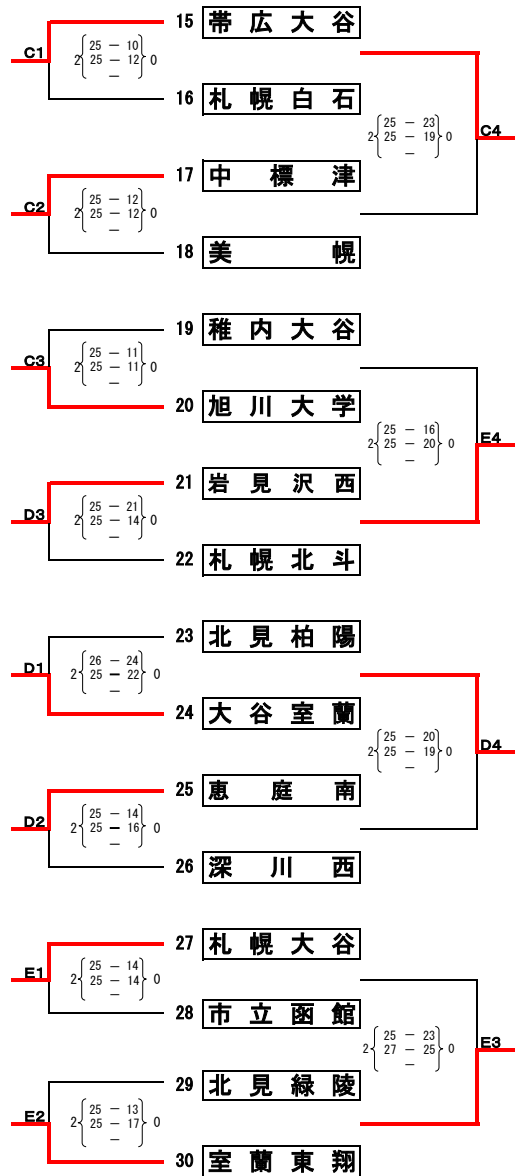 15 帯広大谷
C1 2 25 － 10 0
25 － 12
－
16 札幌白石
2 25 － 23 0 C4
25 － 19
－
17 中標津
C2 2 25 － 12 0
25 － 12
－
18 美幌
19 稚内大谷
C3 2 25 － 11 0
25 － 11
－
20 旭川大学
2 25 － 16 0 E4
25 － 20
－
21 岩見沢西
D3 2 25 － 21 0
25 － 14
－
22 札幌北斗
23 北見柏陽
D1 2 26 － 24 0
25 － 22
－
24 大谷室蘭
2 25 － 20 0 D4
25 － 19
－
25 恵庭南
D2 2 25 － 14 0
25 － 16
－
26 深川西
27 札幌大谷
E1 2 25 － 14 0
25 － 14
－
28 市立函館
2 25 － 23 0 E3
27 － 25
－
29 北見緑陵
E2 2 25 － 13 0
25 － 17
－
30 室蘭東翔